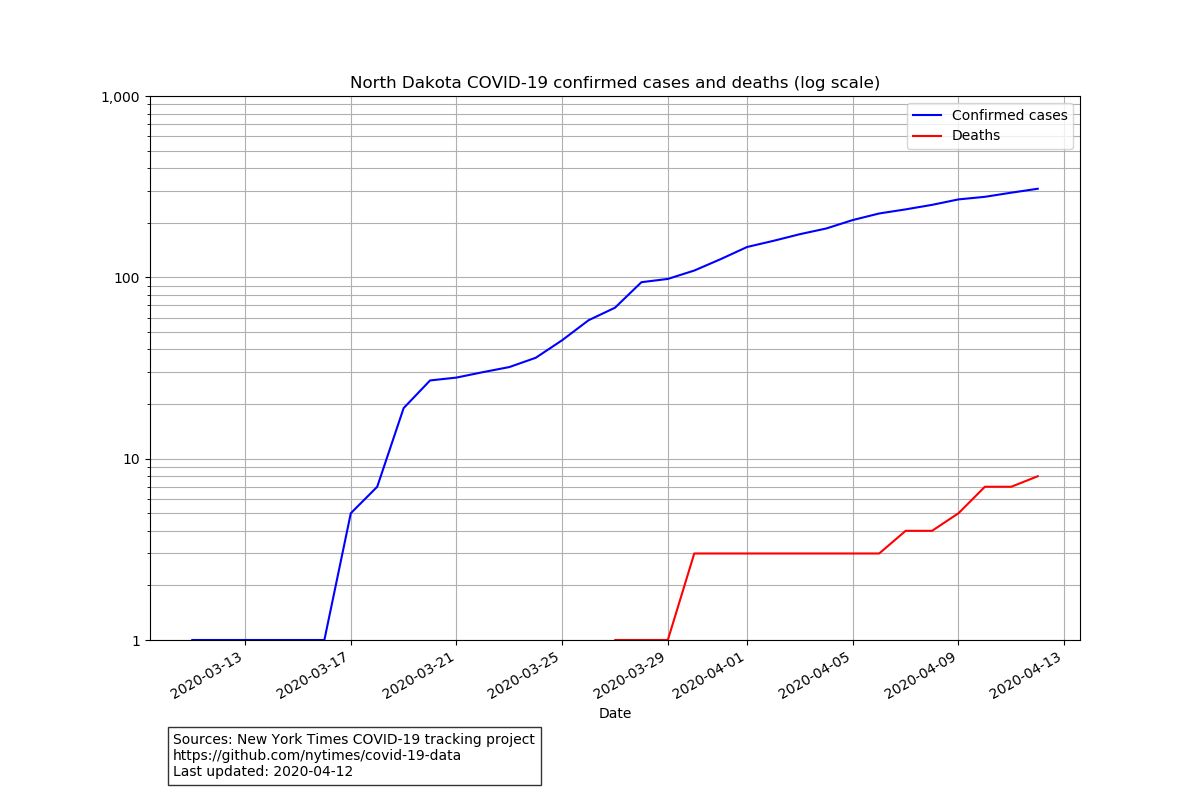 North Dakota COVID-19 confirmed cases and deaths (log scale)
1,000
100
10
1
Confirmed cases
Deaths
2020-03-13
2020-03-17
2020-03-21
2020-03-25
2020-03-29
2020-04-01
2020-04-05
2020-04-09
2020-04-13
Date
Sources: New York Times COVID-19 tracking project
https://github.com/nytimes/covid-19-data
Last updated: 2020-04-12